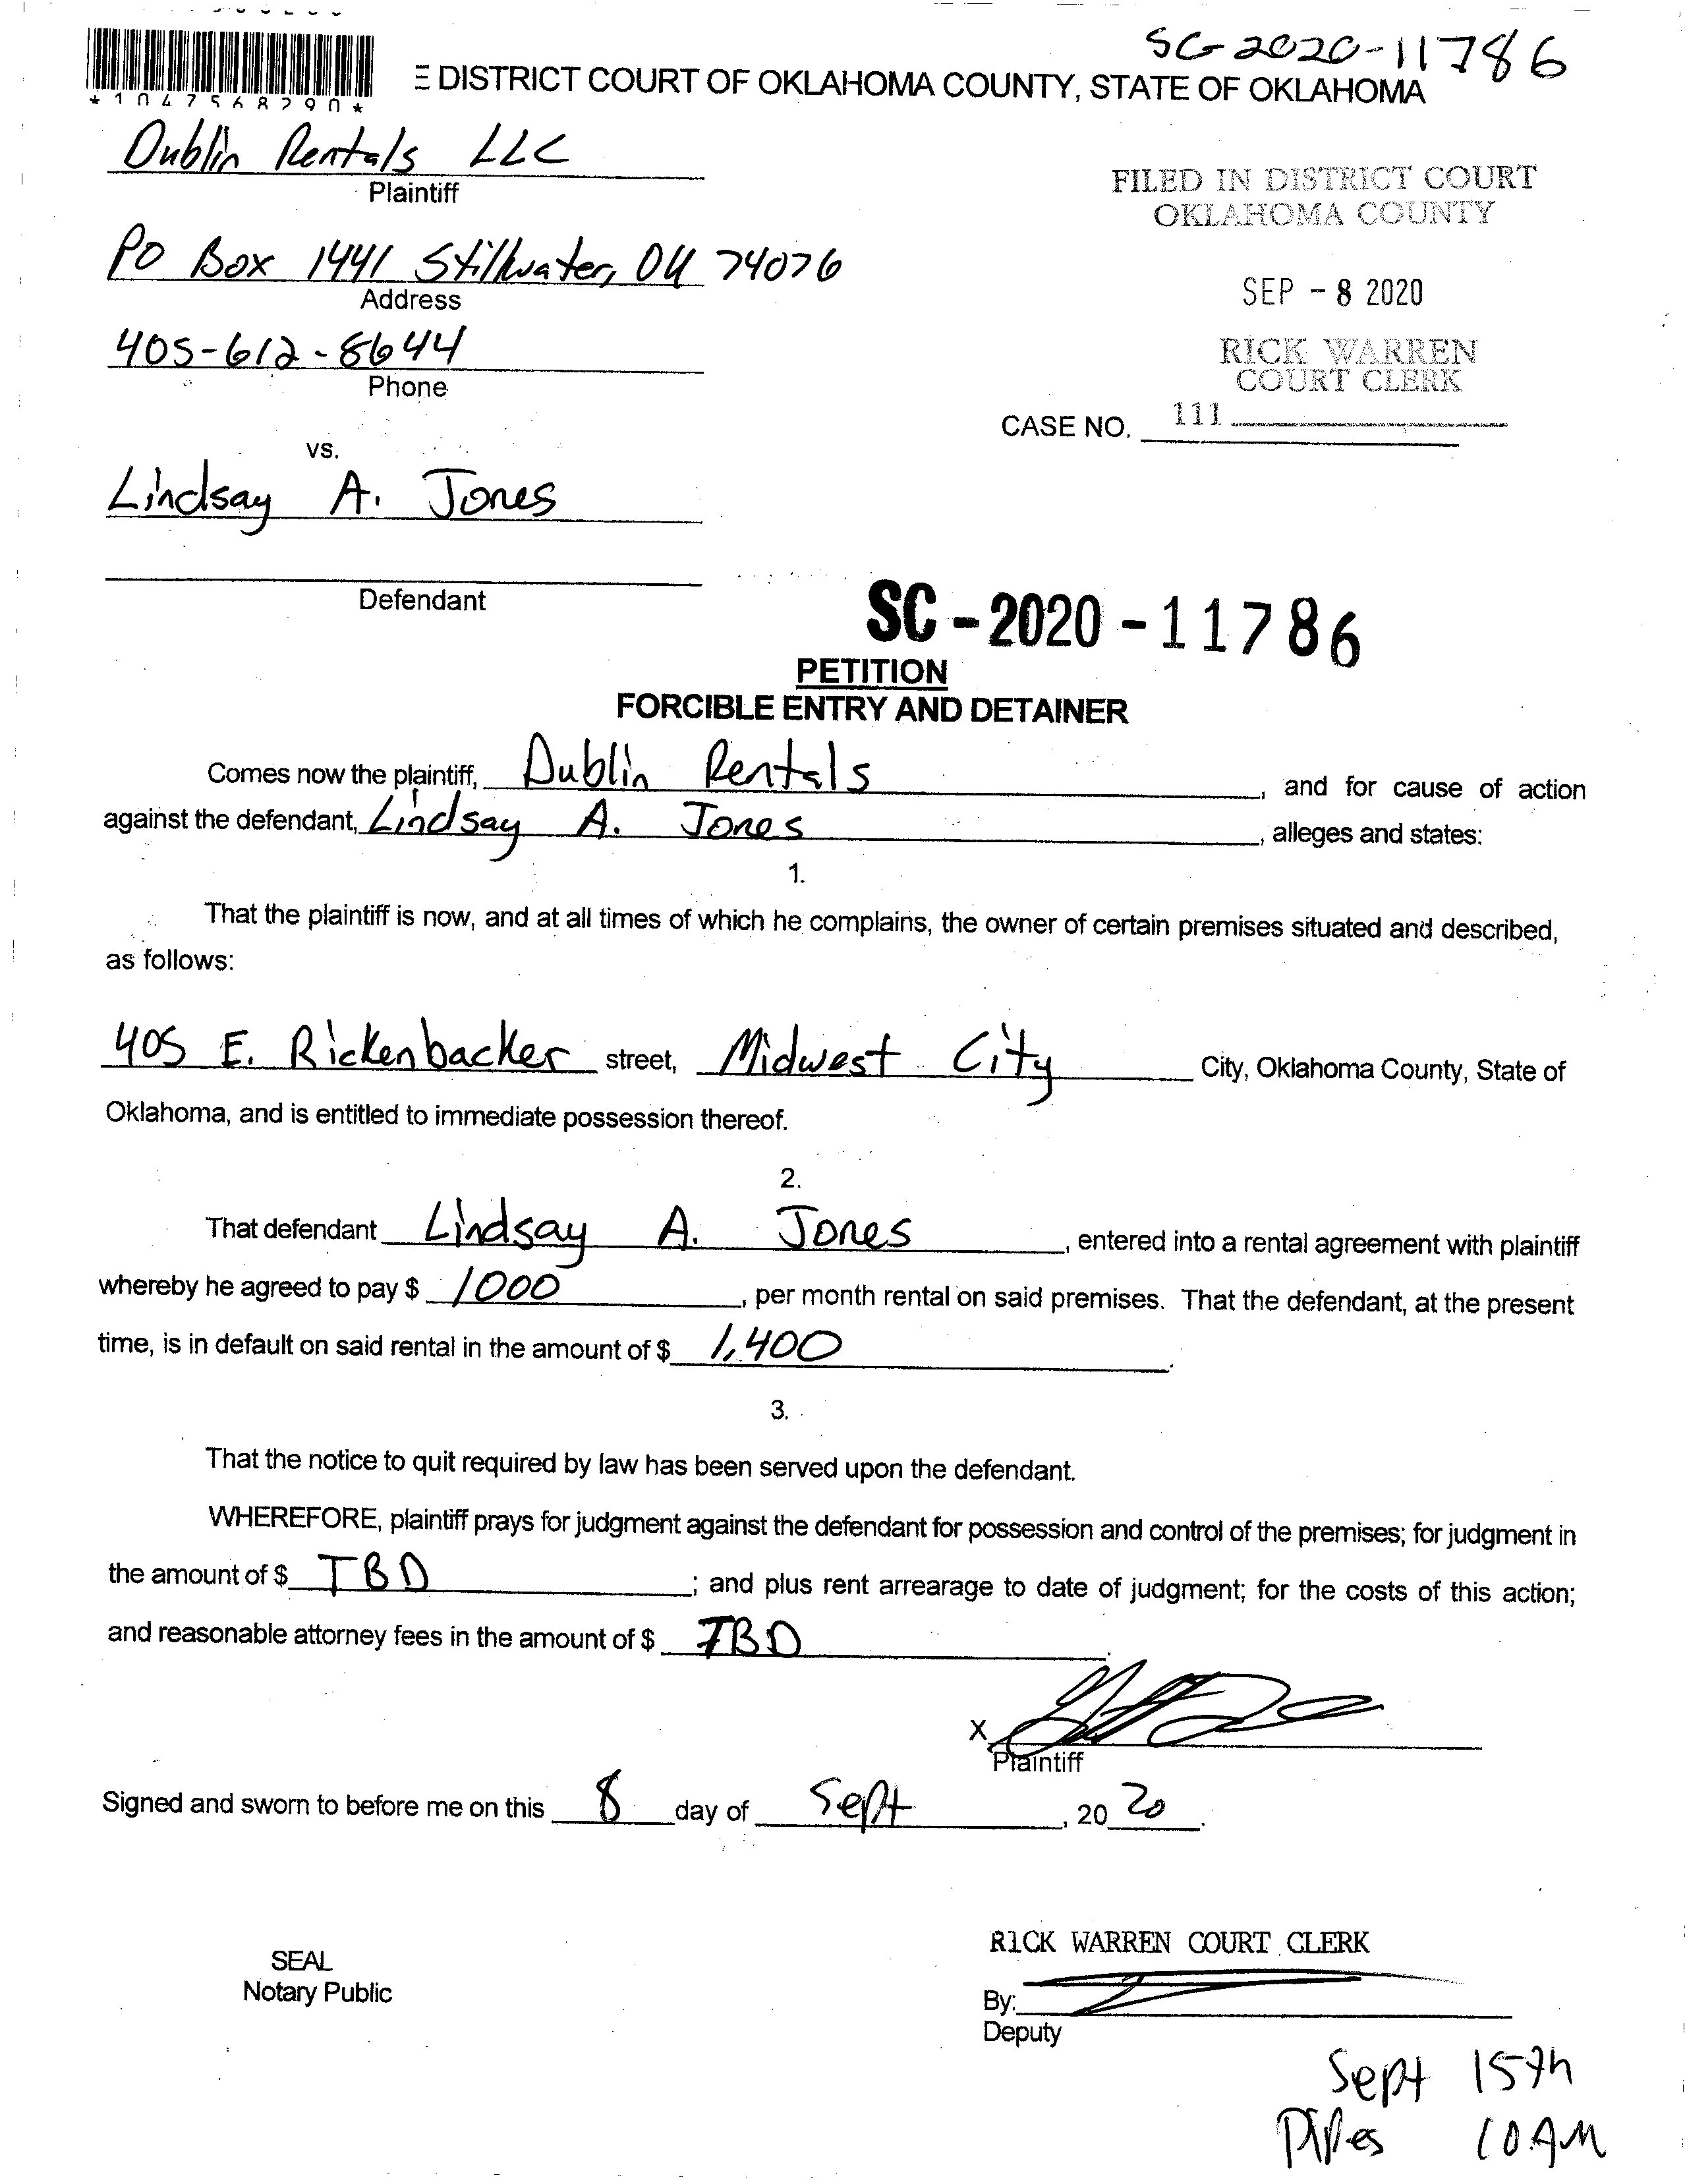 SC-2020-11786
DISTRICT COURT OF OKLAHOMA COUNTY, STATE OF OKLAHOMA
*1047568290*
Dublin Rentals LLC
Plaintiff
FILED IN DISTRICT COURT
OKLAHOMA COUNTY
PO Box 1441 Stillwater, OK 74076
Address
SEP - 8 2020
405-612-8644
Phone
RICK WARREN
COURT CLERK
CASE NO. 111
vs.
Lindsay A. Jones
Defendant
SC-2020-11786
PETITION
FORCIBLE ENTRY AND DETAINER
Comes now the plaintiff, Dublin Rentals, and for cause of action
against the defendant, Lindsay A. Jones, alleges and states:
1.
That the plaintiff is now, and at all times of which he complains, the owner of certain premises situated and described,
as follows:
405 E. Rickenbacker street, Midwest City City, Oklahoma County, State of
Oklahoma, and is entitled to immediate possession thereof.
2.
That defendant Lindsay A. Jones, entered into a rental agreement with plaintiff
whereby he agreed to pay $ 1000, per month rental on said premises. That the defendant, at the present
time, is in default on said rental in the amount of $ 1,400.
3.
That the notice to quit required by law has been served upon the defendant.
WHEREFORE, plaintiff prays for judgment against the defendant for possession and control of the premises; for judgment in
the amount of $ TBD; and plus rent arrearage to date of judgment; for the costs of this action;
and reasonable attorney fees in the amount of $ TBD.
X
Plaintiff
Signed and sworn to before me on this 8 day of Sept, 2020.
RICK WARREN COURT CLERK
SEAL
Notary Public
By:
Deputy
Sept 15th
Pipes 10AM